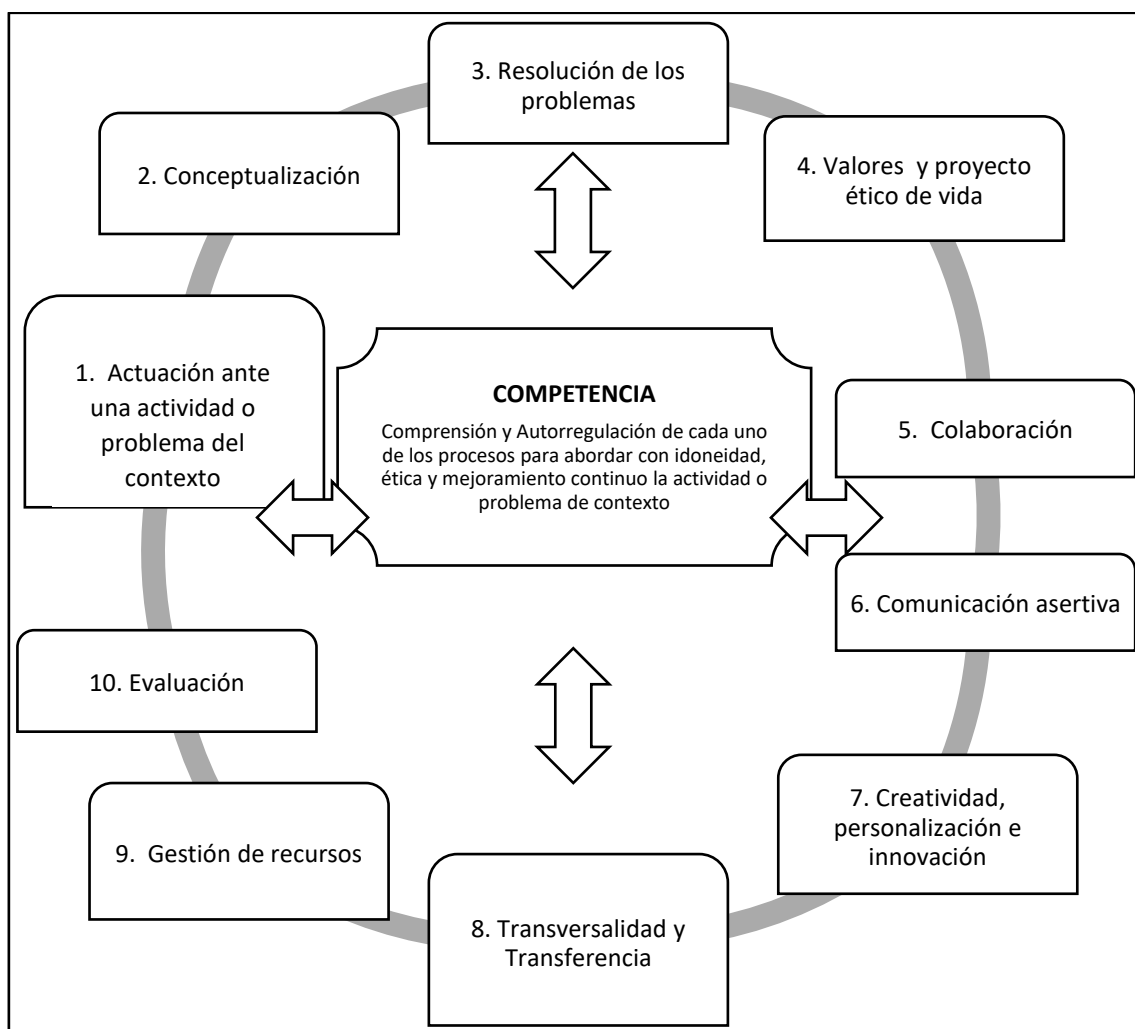 3. Resolución de los
problemas
2. Conceptualización
4. Valores y proyecto
ético de vida
1. Actuación ante
una actividad o
problema del
contexto
COMPETENCIA
Comprensión y Autorregulación de cada uno
de los procesos para abordar con idoneidad,
ética y mejoramiento continuo la actividad o
problema de contexto
5. Colaboración
6. Comunicación asertiva
10. Evaluación
7. Creatividad,
personalización e
innovación
9. Gestión de recursos
8. Transversalidad y
Transferencia